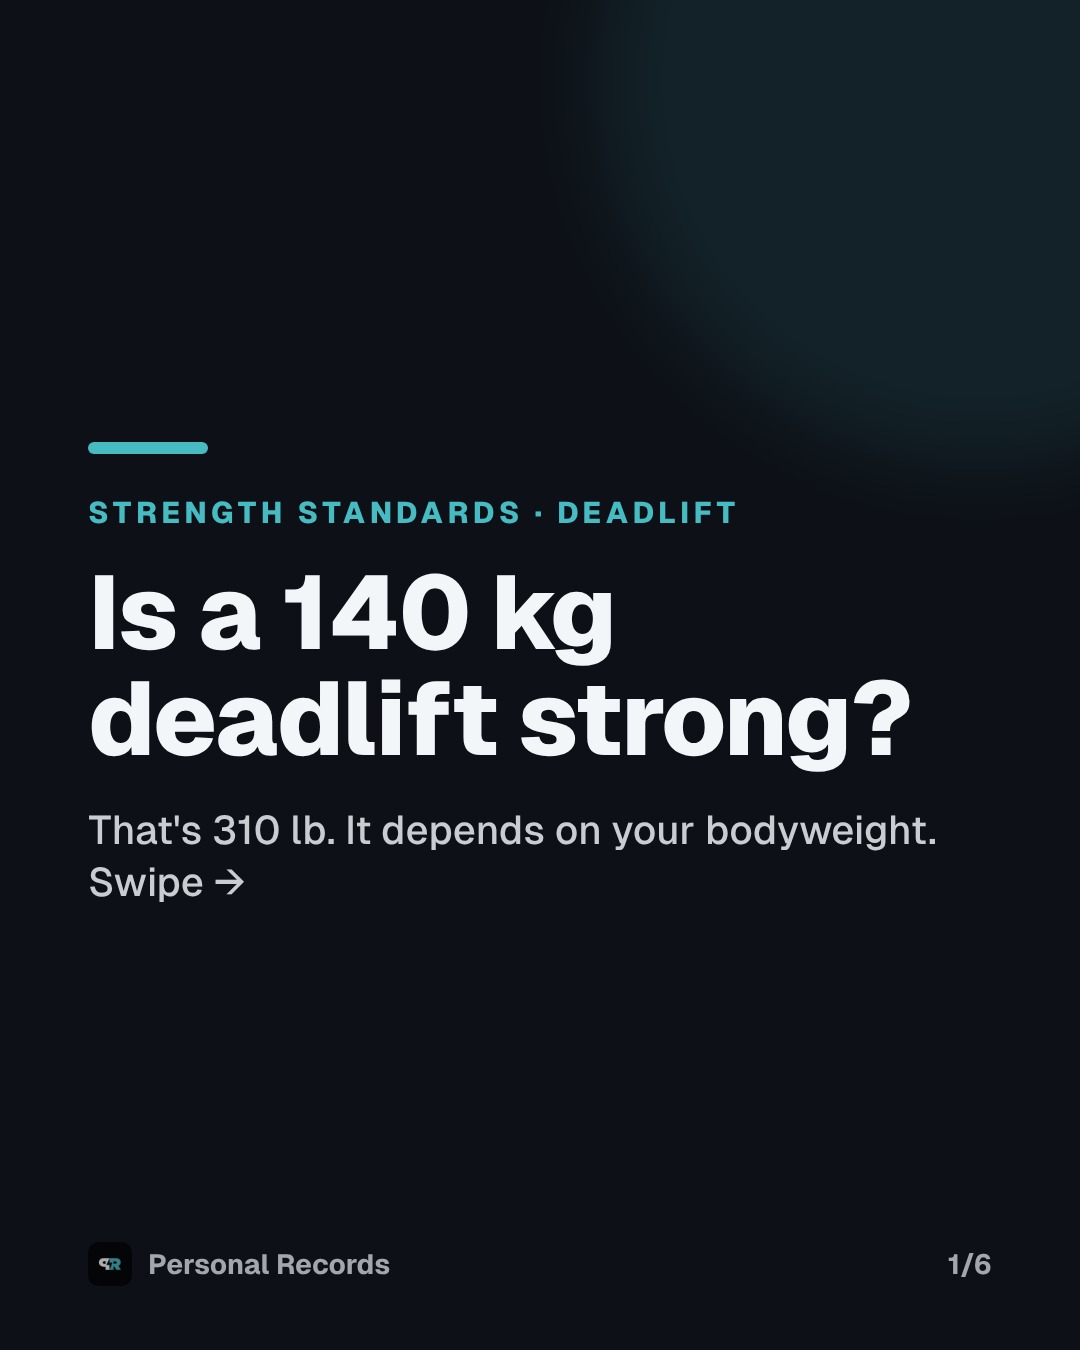 STRENGTH STANDARDS · DEADLIFT
Is a 140 kg
deadlift strong?
That's 310 lb. It depends on your bodyweight.
Swipe →
PR Personal Records
1/6